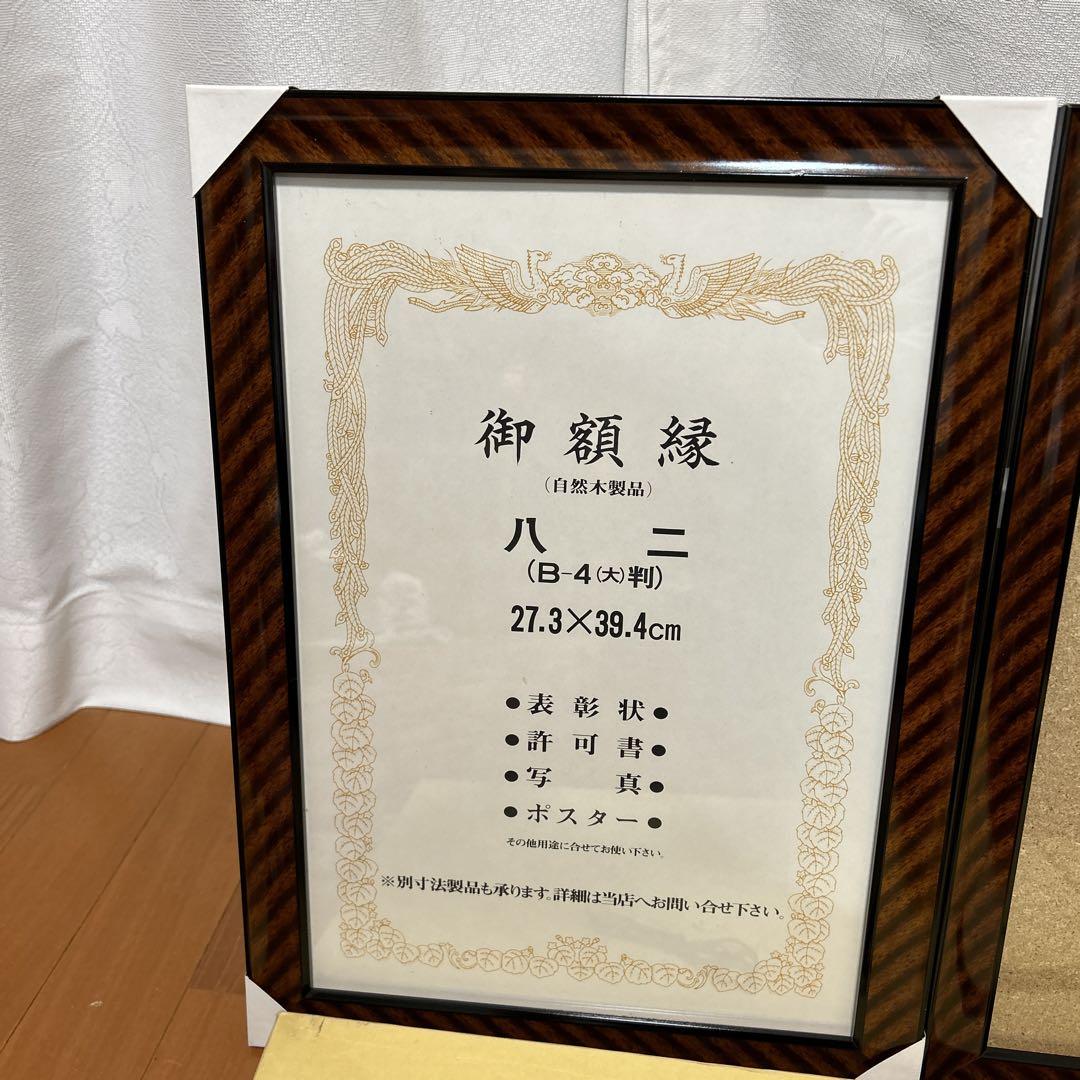 御額縁
（自然木製品）
八二
（B-4(大)判）
27.3×39.4cm
●表彰状●
●許可書●
●写真●
●ポスター●
その他用途に合せてお使い下さい。
※別寸法製品も承ります。詳細は当店へお問い合せ下さい。